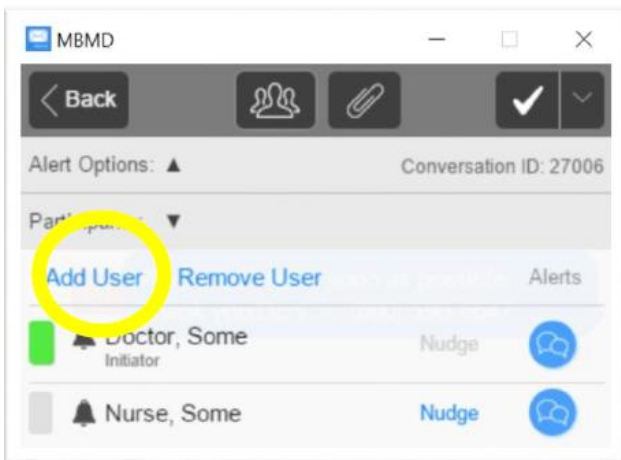 MBMD
Back
Alert Options: ▲ Conversation ID: 27006
Participants: ▼
Add User Remove User Alerts
Doctor, Some Nudge
Initiator
Nurse, Some Nudge